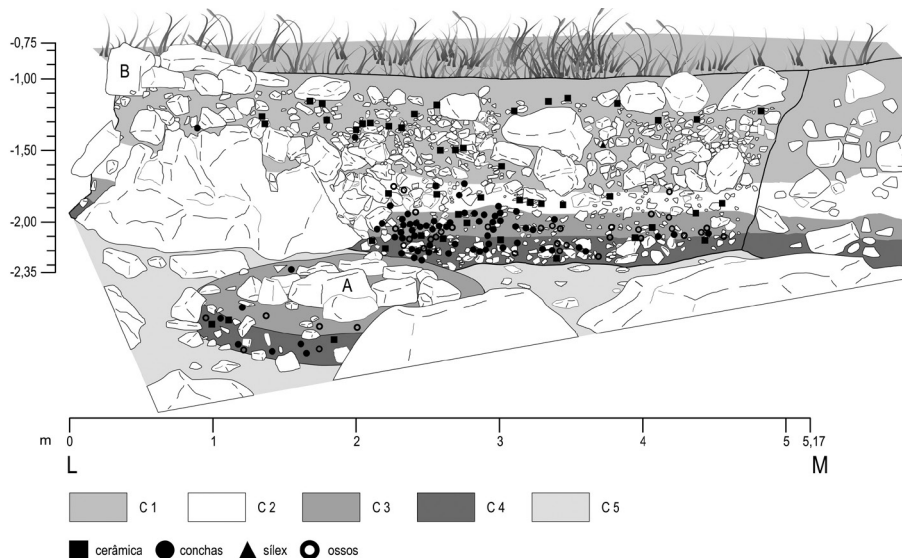 -0,75
-1,00
-1,50
-2,00
-2,35
B
A
m 0 1 2 3 4 5 5,17
L M
C 1 C 2 C 3 C 4 C 5
cerâmica conchas sílex ossos